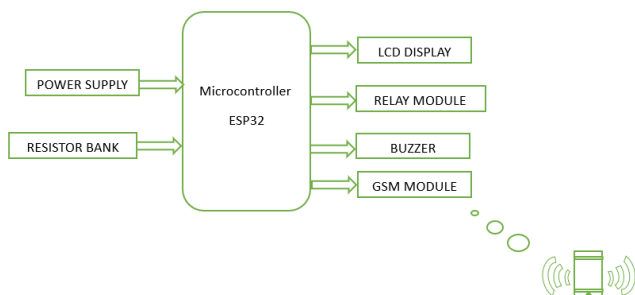 LCD DISPLAY
POWER SUPPLY
Microcontroller
ESP32
RELAY MODULE
RESISTOR BANK
BUZZER
GSM MODULE